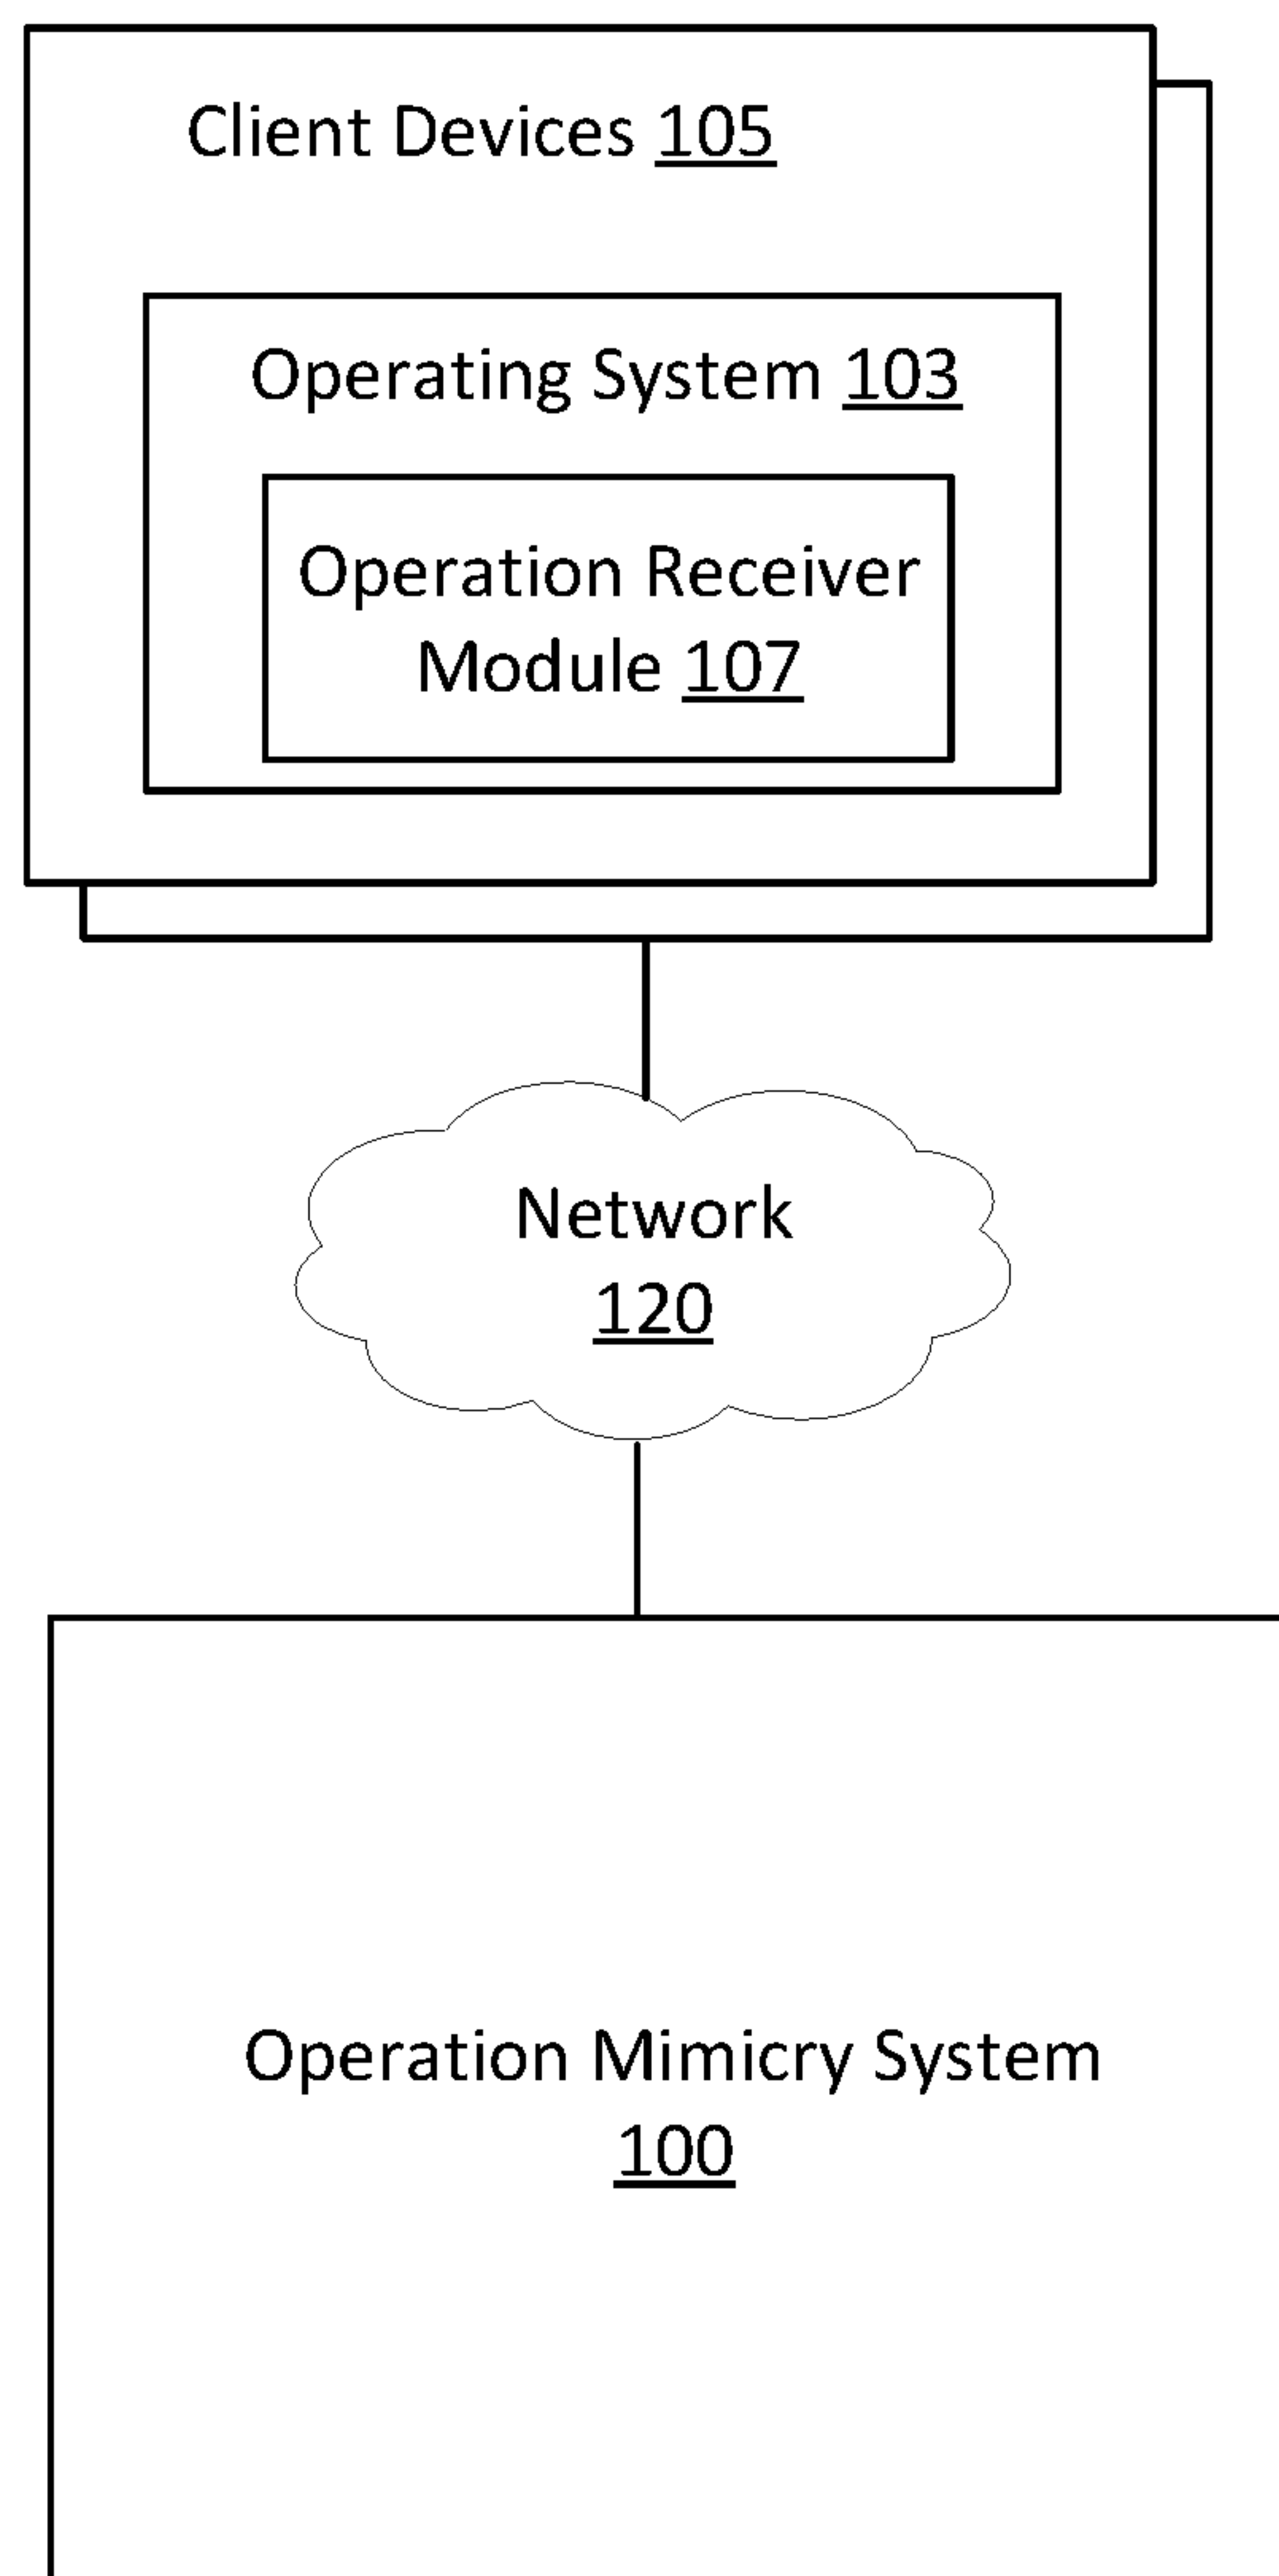 Client Devices 105
Operating System 103
Operation Receiver
Module 107
Network
120
Operation Mimicry System
100